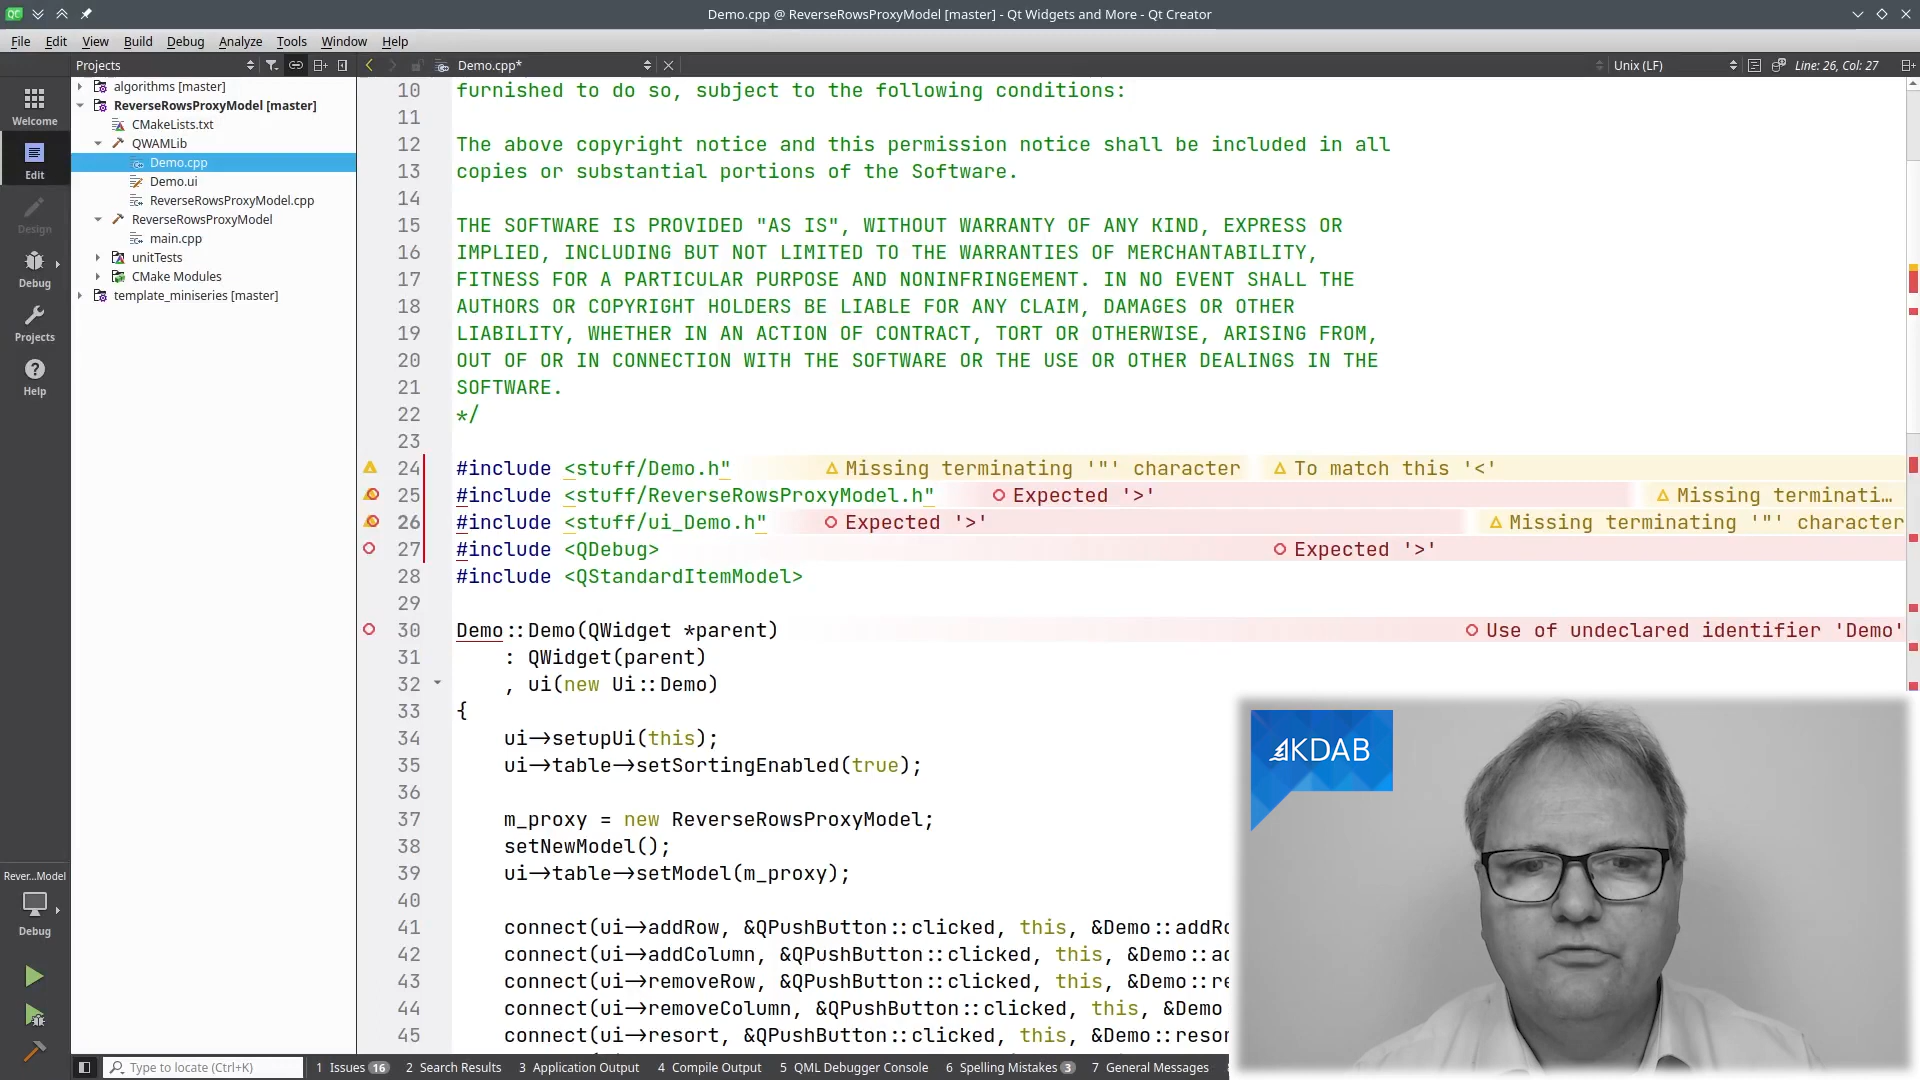 Demo.cpp @ ReverseRowsProxyModel [master] - Qt Widgets and More - Qt Creator
File Edit View Build Debug Analyze Tools Window Help
Projects
Demo.cpp*
Unix (LF)
Line: 26, Col: 27
Welcome
Edit
Design
Debug
Projects
Help
algorithms [master]
ReverseRowsProxyModel [master]
CMakeLists.txt
QWAMLib
Demo.cpp
Demo.ui
ReverseRowsProxyModel.cpp
ReverseRowsProxyModel
main.cpp
unitTests
CMake Modules
template_miniseries [master]
10 furnished to do so, subject to the following conditions:
11
12 The above copyright notice and this permission notice shall be included in all
13 copies or substantial portions of the Software.
14
15 THE SOFTWARE IS PROVIDED "AS IS", WITHOUT WARRANTY OF ANY KIND, EXPRESS OR
16 IMPLIED, INCLUDING BUT NOT LIMITED TO THE WARRANTIES OF MERCHANTABILITY,
17 FITNESS FOR A PARTICULAR PURPOSE AND NONINFRINGEMENT. IN NO EVENT SHALL THE
18 AUTHORS OR COPYRIGHT HOLDERS BE LIABLE FOR ANY CLAIM, DAMAGES OR OTHER
19 LIABILITY, WHETHER IN AN ACTION OF CONTRACT, TORT OR OTHERWISE, ARISING FROM,
20 OUT OF OR IN CONNECTION WITH THE SOFTWARE OR THE USE OR OTHER DEALINGS IN THE
21 SOFTWARE.
22 */
23
24 #include <stuff/Demo.h" Missing terminating '"' character To match this '<'
25 #include <stuff/ReverseRowsProxyModel.h" Expected '>' Missing terminati…
26 #include <stuff/ui_Demo.h" Expected '>' Missing terminating '"' character
27 #include <QDebug> Expected '>'
28 #include <QStandardItemModel>
29
30 Demo::Demo(QWidget *parent) Use of undeclared identifier 'Demo'
31 : QWidget(parent)
32 , ui(new Ui::Demo)
33 {
34 ui->setupUi(this);
35 ui->table->setSortingEnabled(true);
36
37 m_proxy = new ReverseRowsProxyModel;
38 setNewModel();
39 ui->table->setModel(m_proxy);
40
41 connect(ui->addRow, &QPushButton::clicked, this, &Demo::addRo
42 connect(ui->addColumn, &QPushButton::clicked, this, &Demo::ad
43 connect(ui->removeRow, &QPushButton::clicked, this, &Demo::re
44 connect(ui->removeColumn, &QPushButton::clicked, this, &Demo
45 connect(ui->resort, &QPushButton::clicked, this, &Demo::resor
KDAB
Rever...Model
Debug
Type to locate (Ctrl+K)
1 Issues 16 2 Search Results 3 Application Output 4 Compile Output 5 QML Debugger Console 6 Spelling Mistakes 3 7 General Messages